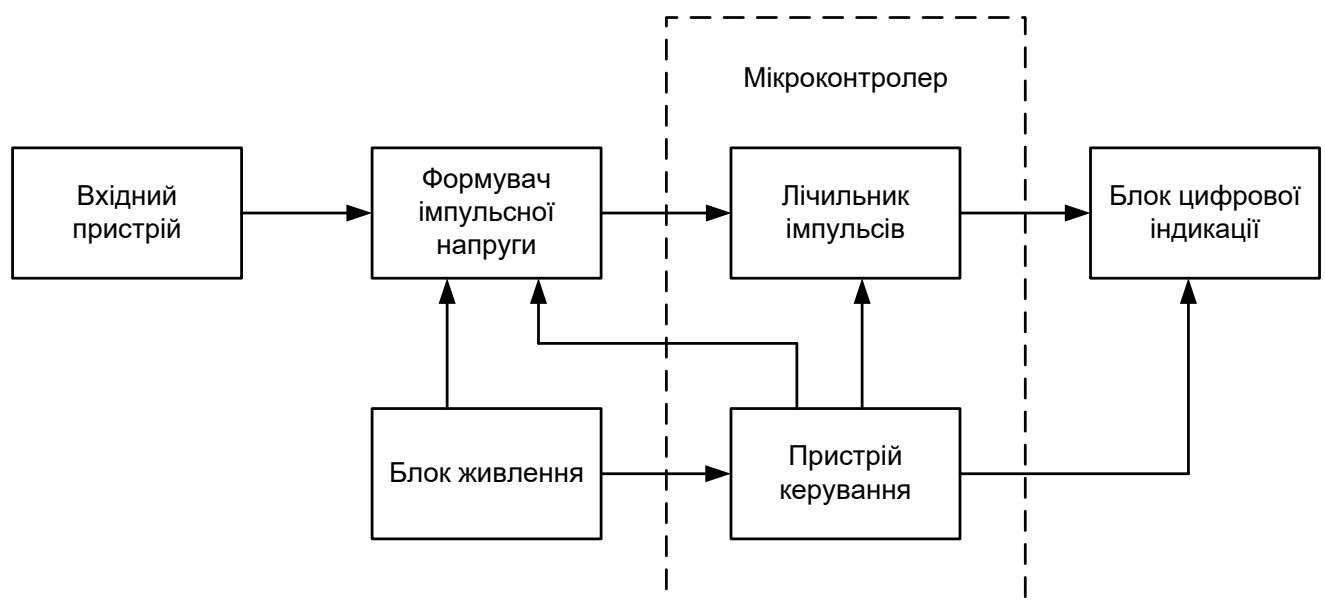 Мікроконтролер
Вхідний
пристрій
Формувач
імпульсної
напруги
Лічильник
імпульсів
Блок цифрової
індикації
Блок живлення
Пристрій
керування